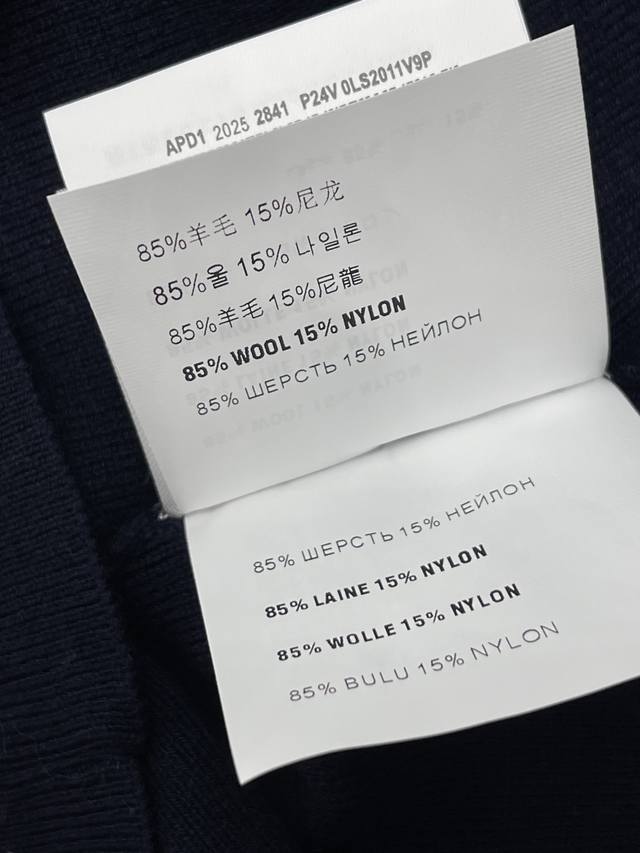 APD1 2025 2841 P24V 0LS2011V9P
85%羊毛 15%尼龙
85%울 15% 나일론
85%羊毛 15%尼龍
85% WOOL 15% NYLON
85% ШЕРСТЬ 15% НЕЙЛОН
85% ШЕРСТЬ 15% НЕЙЛОН
85% LAINE 15% NYLON
85% WOLLE 15% NYLON
85% BULU 15% NYLON